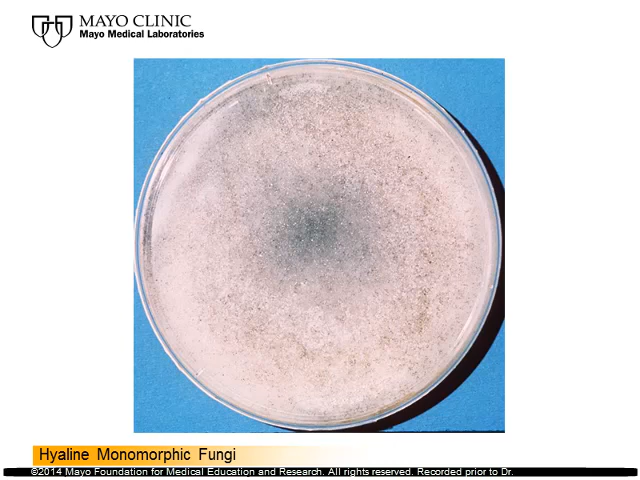 MAYO CLINIC
Mayo Medical Laboratories
Hyaline Monomorphic Fungi
©2014 Mayo Foundation for Medical Education and Research. All rights reserved. Recorded prior to Dr.